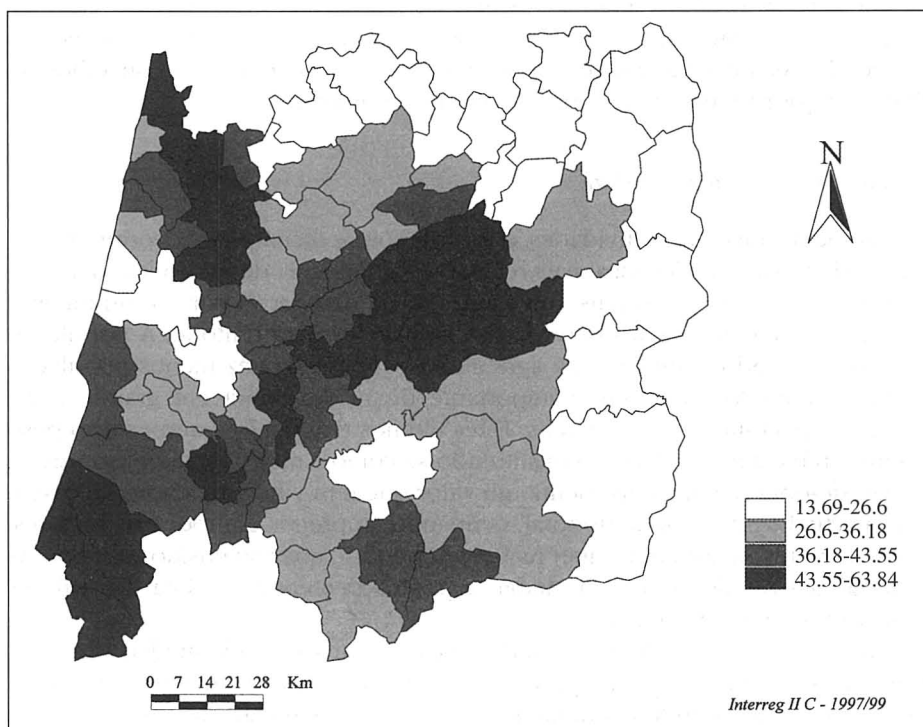 N
13.69-26.6
26.6-36.18
36.18-43.55
43.55-63.84
0 7 14 21 28 Km
Interreg II C - 1997/99